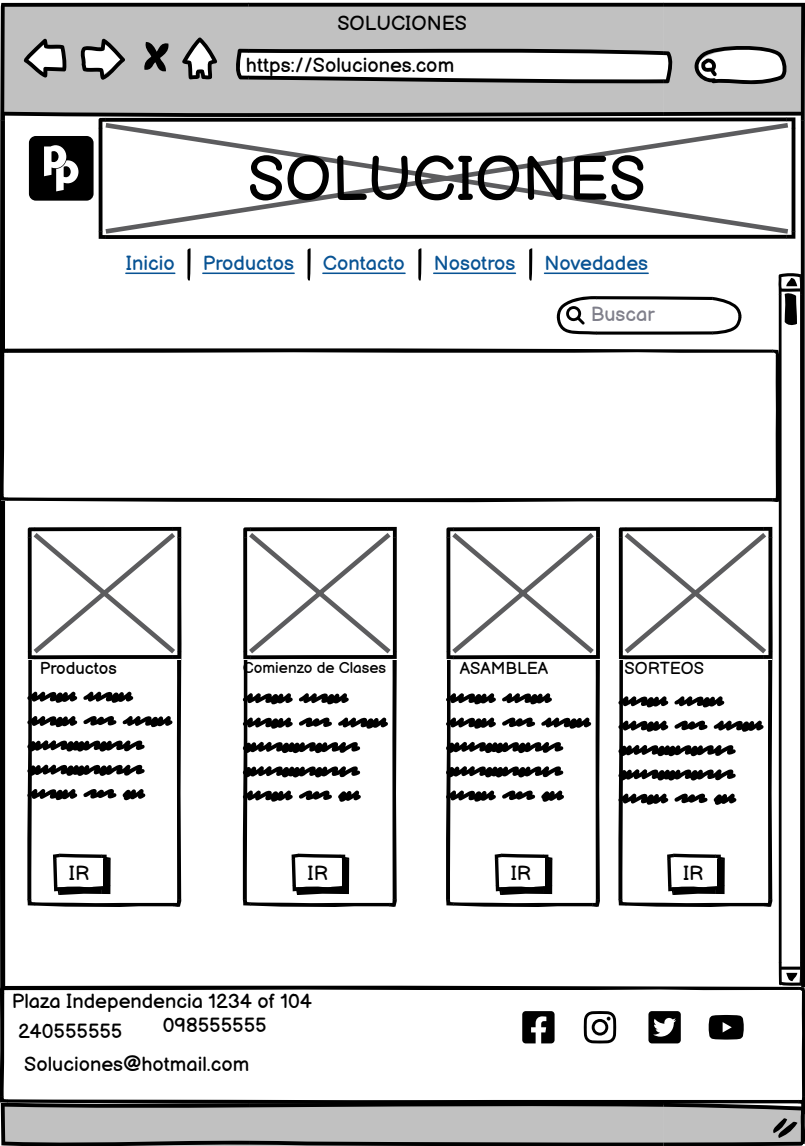 SOLUCIONES
https://Soluciones.com
PP
SOLUCIONES
Inicio | Productos | Contacto | Nosotros | Novedades
Buscar
Productos
Comienzo de Clases
ASAMBLEA
SORTEOS
IR
IR
IR
IR
Plaza Independencia 1234 of 104
240555555 098555555
Soluciones@hotmail.com